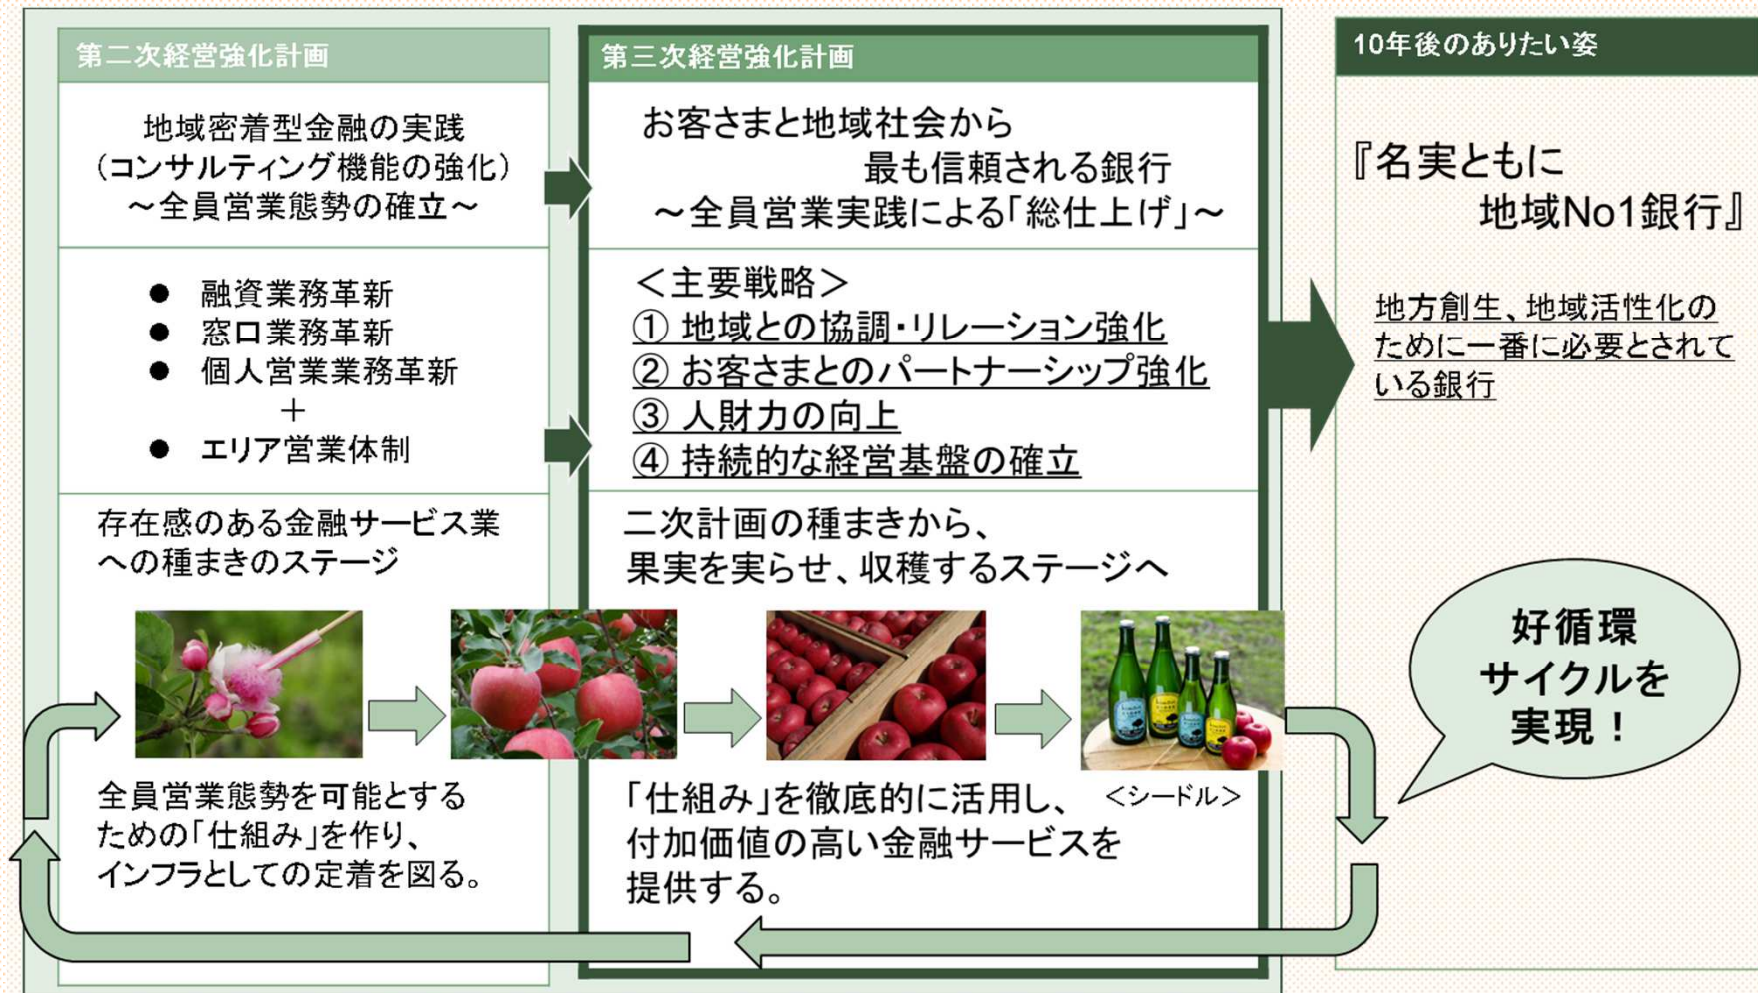 第二次経営強化計画
地域密着型金融の実践
（コンサルティング機能の強化）
～全員営業態勢の確立～
● 融資業務革新
● 窓口業務革新
● 個人営業業務革新
＋
● エリア営業体制
存在感のある金融サービス業
への種まきのステージ
全員営業態勢を可能とする
ための「仕組み」を作り、
インフラとしての定着を図る。
第三次経営強化計画
お客さまと地域社会から
最も信頼される銀行
～全員営業実践による「総仕上げ」～
＜主要戦略＞
① 地域との協調・リレーション強化
② お客さまとのパートナーシップ強化
③ 人財力の向上
④ 持続的な経営基盤の確立
二次計画の種まきから、
果実を実らせ、収穫するステージへ
「仕組み」を徹底的に活用し、
付加価値の高い金融サービスを
提供する。
＜シードル＞
10年後のありたい姿
『名実ともに
地域No1銀行』
地方創生、地域活性化の
ために一番に必要とされて
いる銀行
好循環
サイクルを
実現！